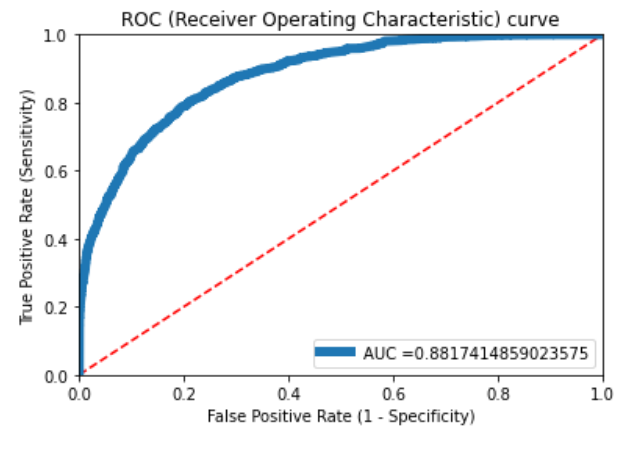 ROC (Receiver Operating Characteristic) curve
1.0
0.8
0.6
0.4
0.2
0.0
True Positive Rate (Sensitivity)
AUC =0.8817414859023575
0.0 0.2 0.4 0.6 0.8 1.0
False Positive Rate (1 - Specificity)